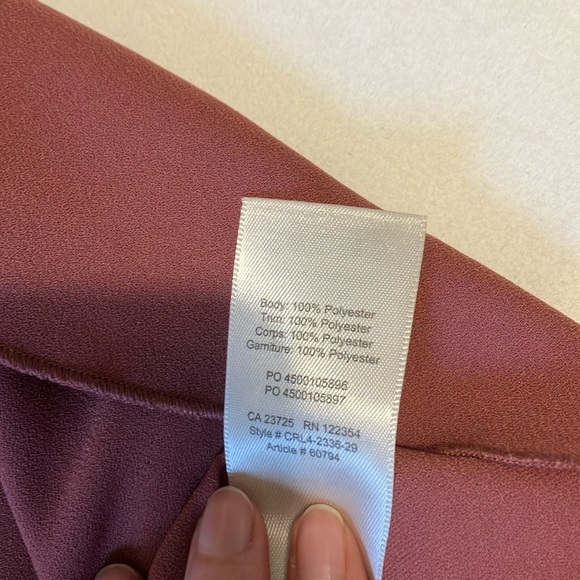 Body: 100% Polyester
Trim: 100% Polyester
Corps: 100% Polyester
Garniture: 100% Polyester
PO 4500105896
PO 4500105897
CA 23725 RN 122354
Style # CRL4-2336-29
Article # 60794